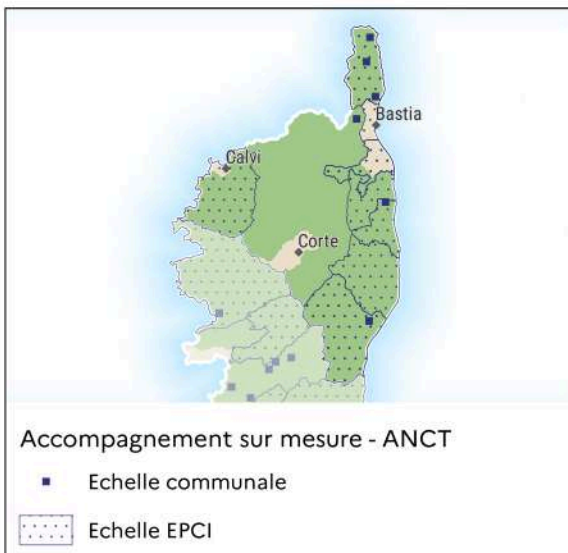 Bastia
Calvi
Corte
Accompagnement sur mesure - ANCT
Echelle communale
Echelle EPCI